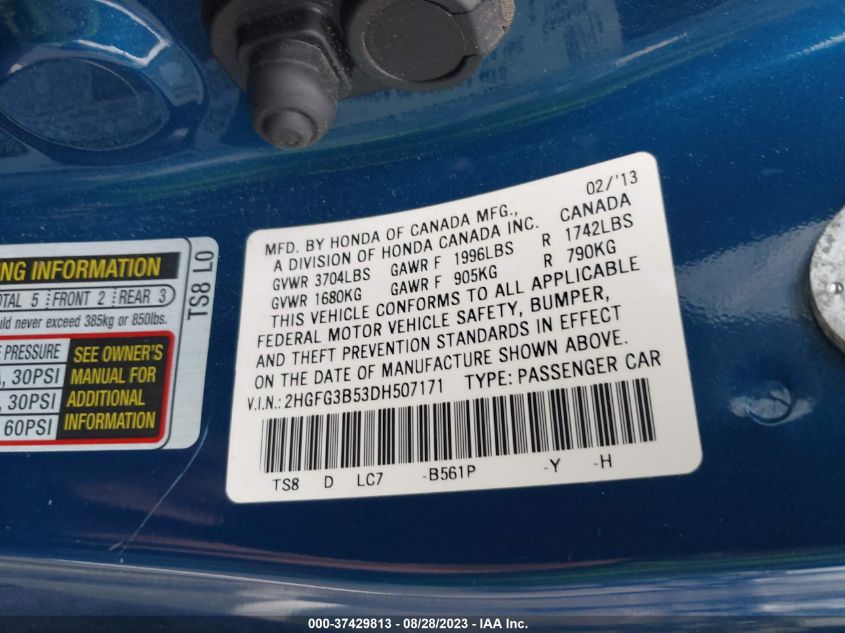 NG INFORMATION
OTAL 5 FRONT 2 REAR 3
uld never exceed 385kg or 850lbs.
E PRESSURE
, 30PSI
, 30PSI
60PSI
SEE OWNER'S
MANUAL FOR
ADDITIONAL
INFORMATION
TS8 L0
02/'13
MFD. BY HONDA OF CANADA MFG.,
A DIVISION OF HONDA CANADA INC. CANADA
GVWR 3704LBS GAWR F 1996LBS R 1742LBS
GVWR 1680KG GAWR F 905KG R 790KG
THIS VEHICLE CONFORMS TO ALL APPLICABLE
FEDERAL MOTOR VEHICLE SAFETY, BUMPER,
AND THEFT PREVENTION STANDARDS IN EFFECT
ON THE DATE OF MANUFACTURE SHOWN ABOVE.
V.I.N.: 2HGFG3B53DH507171 TYPE: PASSENGER CAR
TS8 D LC7 -B561P -Y -H
000-37429813 - 08/28/2023 - IAA Inc.